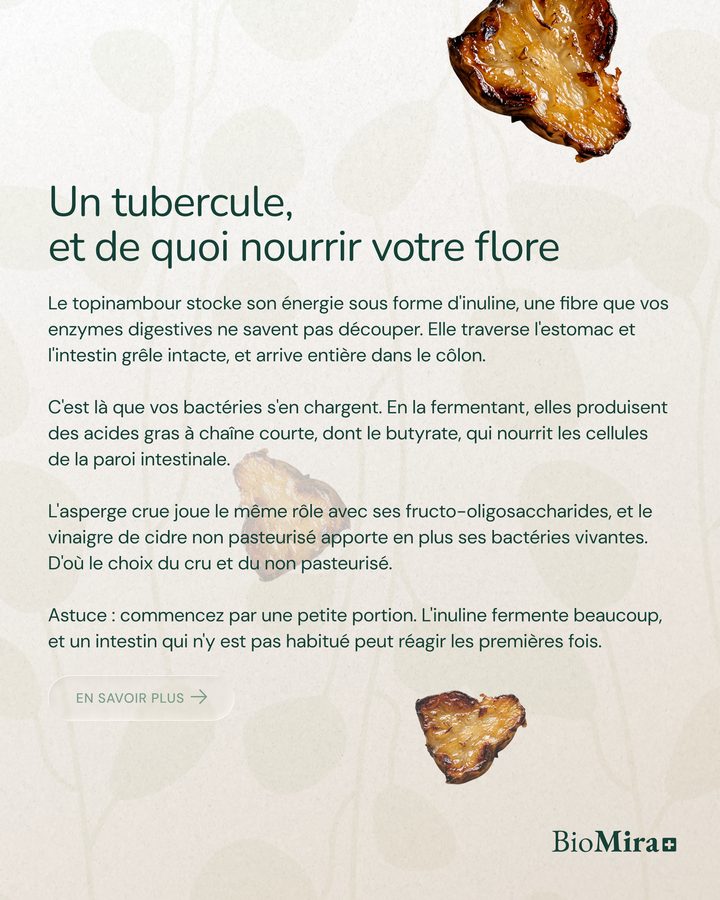 Un tubercule,
et de quoi nourrir votre flore
Le topinambour stocke son énergie sous forme d'inuline, une fibre que vos
enzymes digestives ne savent pas découper. Elle traverse l'estomac et
l'intestin grêle intacte, et arrive entière dans le côlon.
C'est là que vos bactéries s'en chargent. En la fermentant, elles produisent
des acides gras à chaîne courte, dont le butyrate, qui nourrit les cellules
de la paroi intestinale.
L'asperge crue joue le même rôle avec ses fructo-oligosaccharides, et le
vinaigre de cidre non pasteurisé apporte en plus ses bactéries vivantes.
D'où le choix du cru et du non pasteurisé.
Astuce : commencez par une petite portion. L'inuline fermente beaucoup,
et un intestin qui n'y est pas habitué peut réagir les premières fois.
EN SAVOIR PLUS →
BioMira